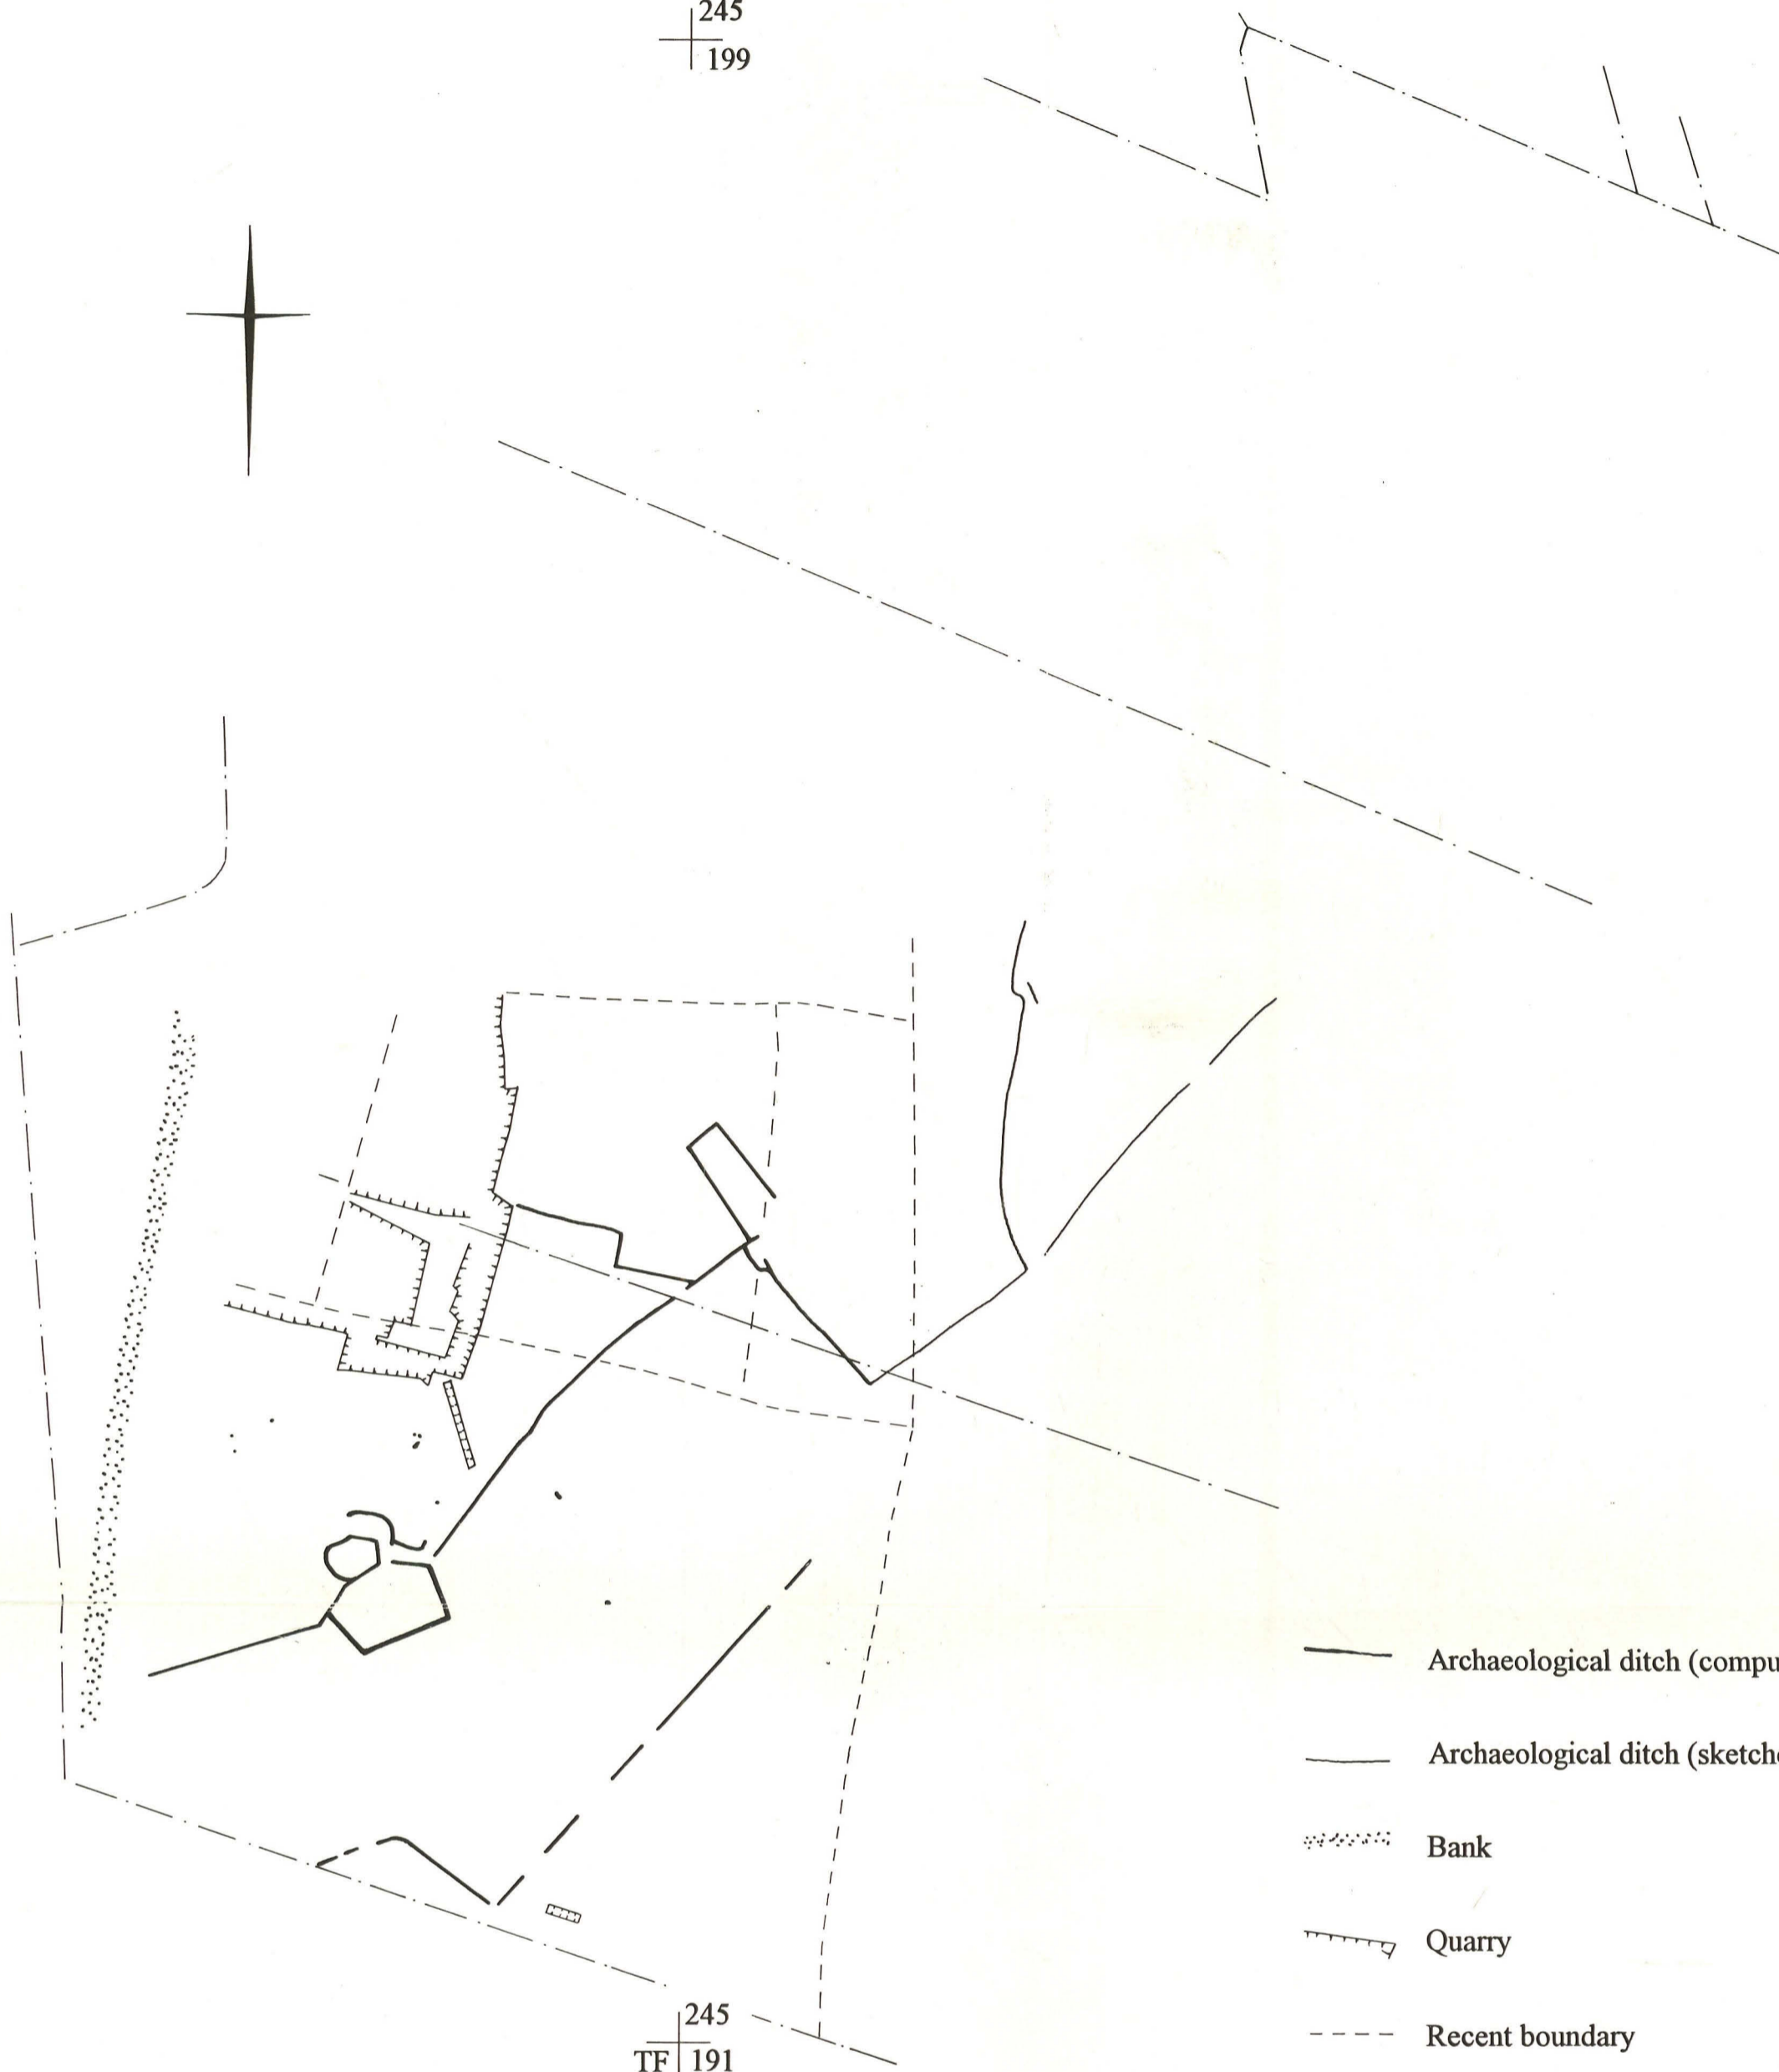 245
199
Archaeological ditch (compu
Archaeological ditch (sketch
Bank
Quarry
Recent boundary
245
TF 191